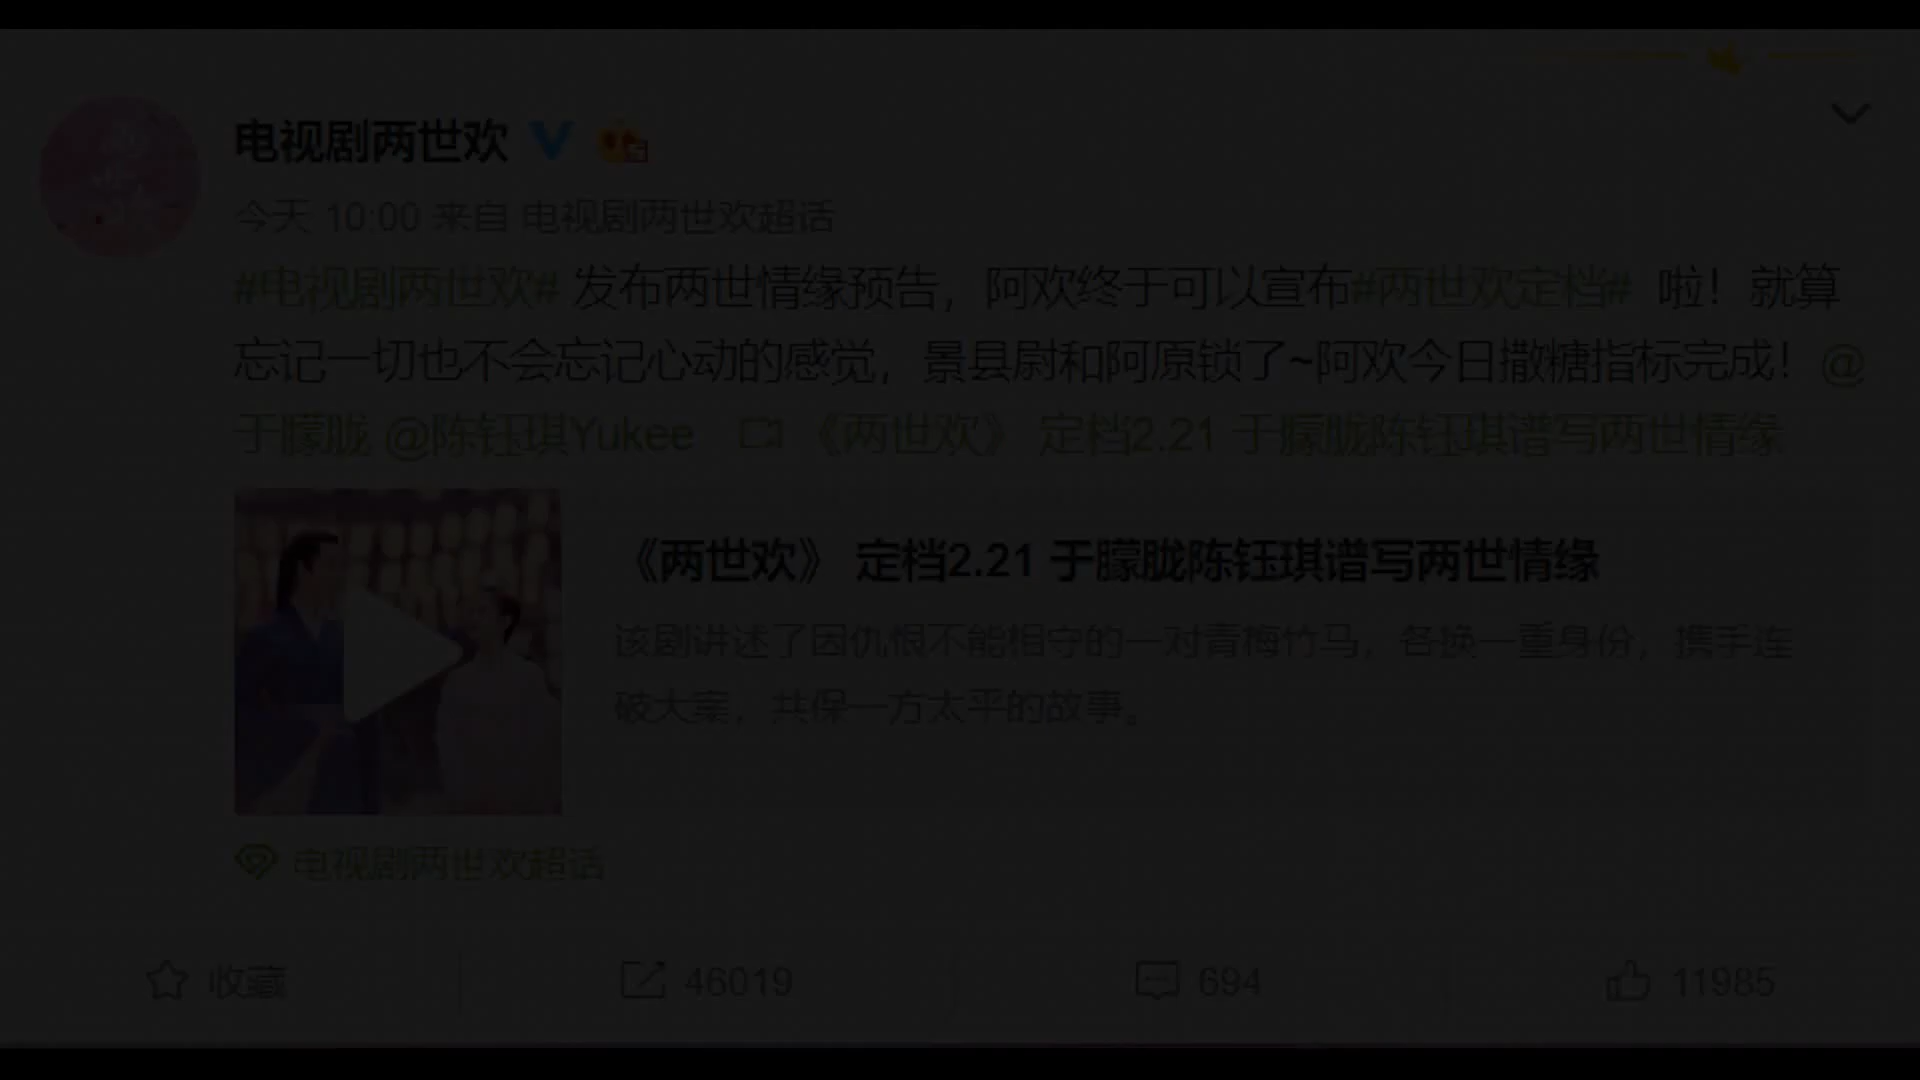 电视剧两世欢
今天 10:00 来自 电视剧两世欢超话
#电视剧两世欢# 发布两世情缘预告，阿欢终于可以宣布#两世欢定档# 啦！就算
忘记一切也不会忘记心动的感觉，景县尉和阿原锁了~阿欢今日撒糖指标完成！@
于朦胧 @陈钰琪Yukee 《两世欢》 定档2.21 于朦胧陈钰琪谱写两世情缘
《两世欢》 定档2.21 于朦胧陈钰琪谱写两世情缘
该剧讲述了因仇恨不能相守的一对青梅竹马，各换一重身份，携手连
破大案，共保一方太平的故事。
电视剧两世欢超话
收藏 46019 694 11985